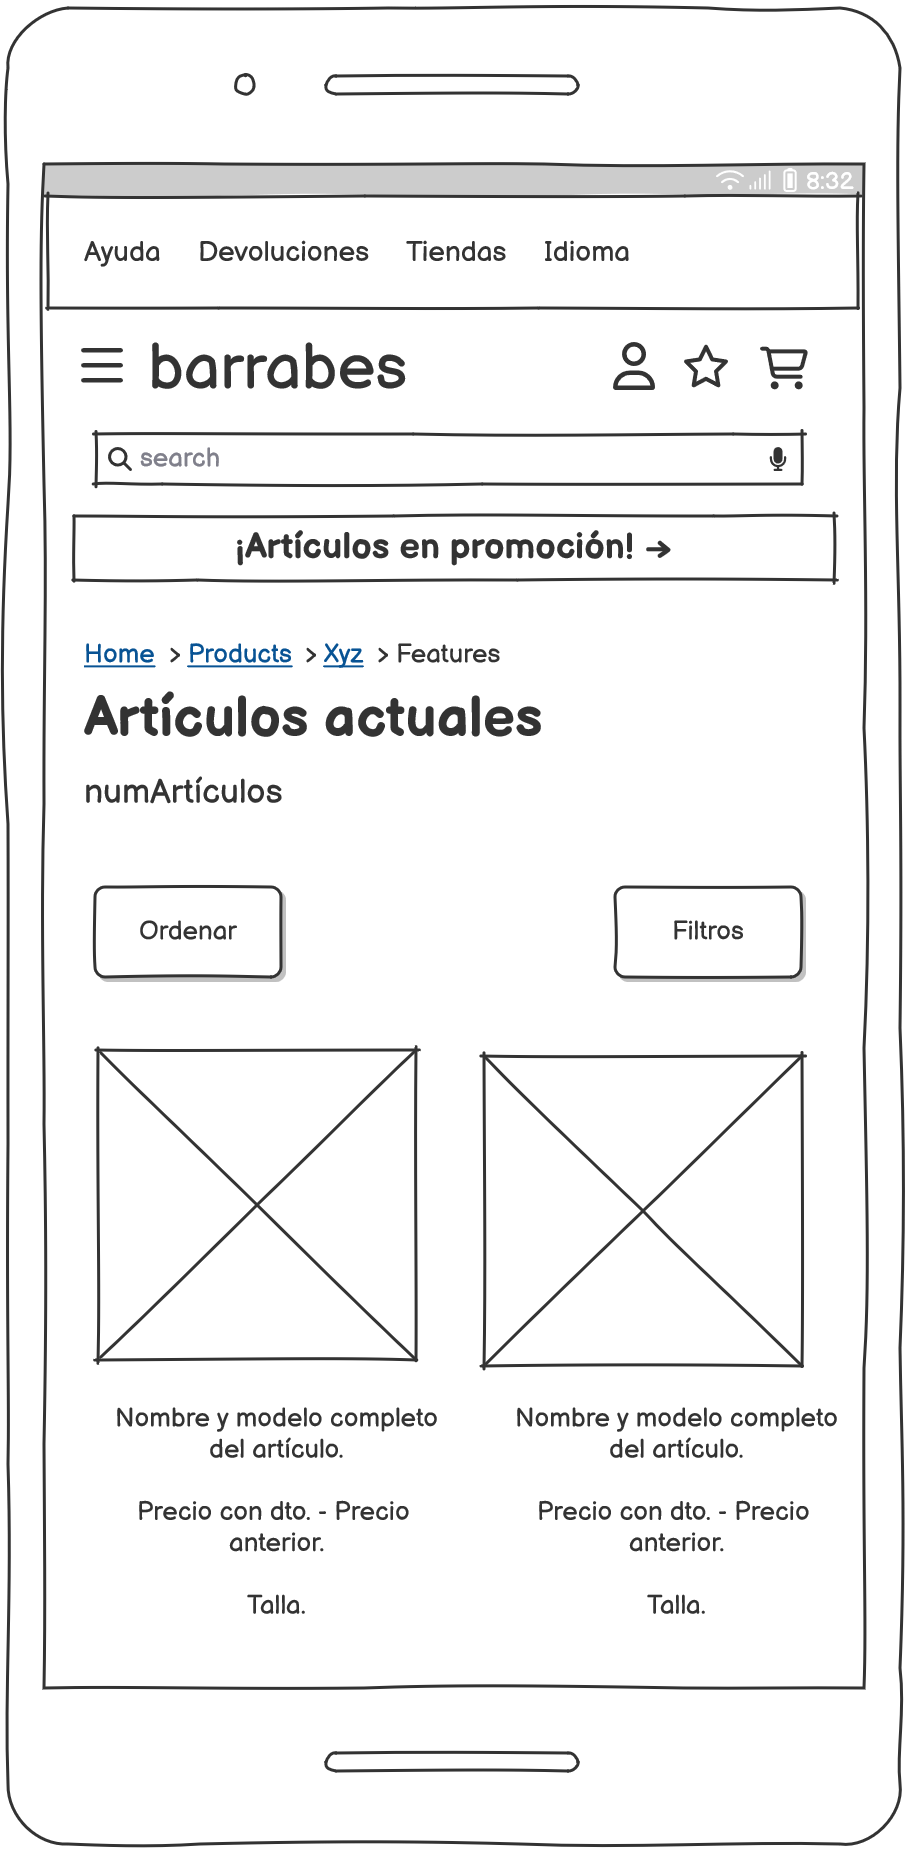 8:32
Ayuda Devoluciones Tiendas Idioma
barrabes
search
¡Artículos en promoción! →
Home > Products > Xyz > Features
Artículos actuales
numArtículos
Ordenar Filtros
Nombre y modelo completo
del artículo.
Precio con dto. - Precio
anterior.
Talla.
Nombre y modelo completo
del artículo.
Precio con dto. - Precio
anterior.
Talla.